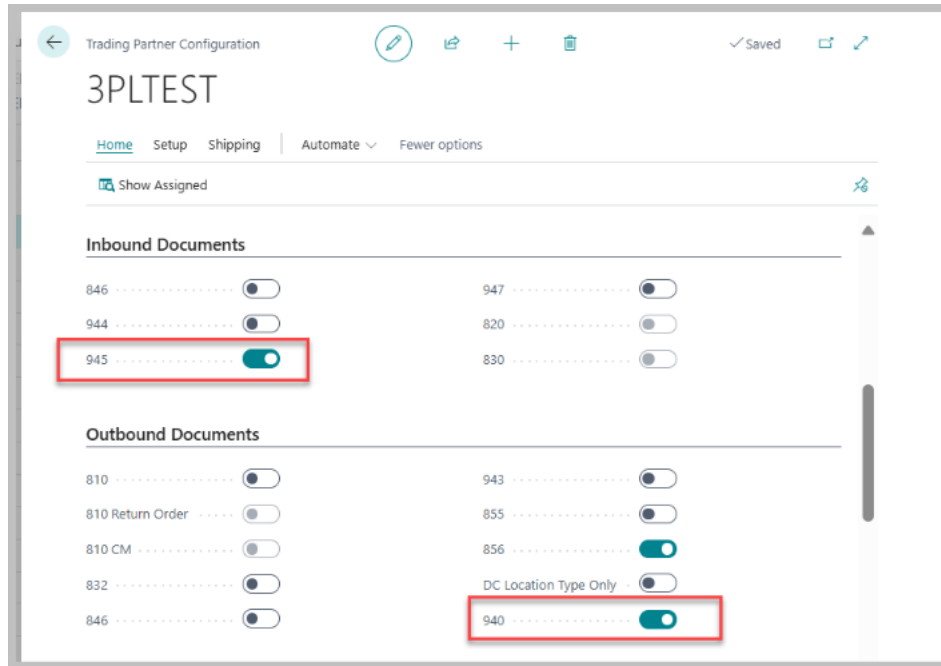 Trading Partner Configuration
Saved
3PLTEST
Home Setup Shipping Automate Fewer options
Show Assigned
Inbound Documents
846 947
944 820
945 830
Outbound Documents
810 943
810 Return Order 855
810 CM 856
832 DC Location Type Only
846 940